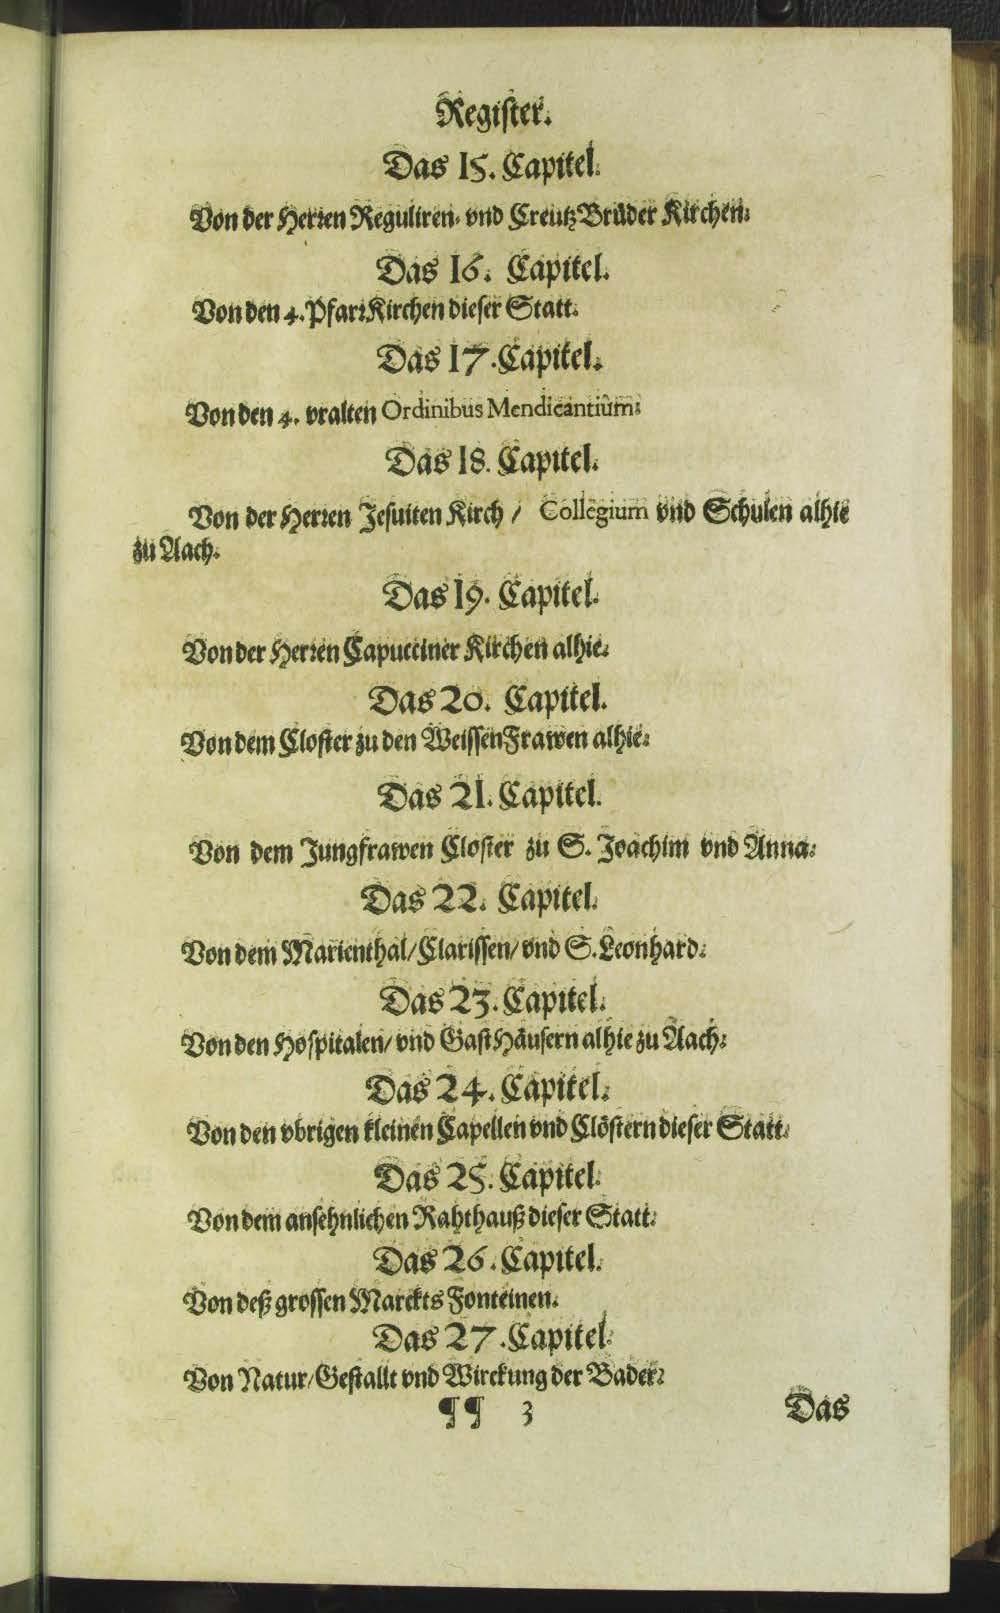 Register.
Das 15. Capitel.
Von der Herren Reguliren- vnd Creutz Brüder Kirchen.
Das 16. Capitel.
Von den 4. Pfarr Kirchen dieser Statt.
Das 17. Capitel.
Von den 4. vralten Ordinibus Mendicantium.
Das 18. Capitel.
Von der Herren Jesuiten Kirch / Collegium vnd Schulen alhie
zu Aach.
Das 19. Capitel.
Von der Herren Capucciner Kirchen alhie.
Das 20. Capitel.
Von dem Closter zu den Weissen Frawen alhie.
Das 21. Capitel.
Von dem Jungfrawen Closter zu S. Joachim vnd Anna.
Das 22. Capitel.
Von dem Marienthal / Clarissen / vnd S. Leonhard.
Das 23. Capitel.
Von den Hospitalen / vnd Gast Häusern alhie zu Aach.
Das 24. Capitel.
Von den vbrigen kleinen Capellen vnd Clöstern dieser Statt.
Das 25. Capitel.
Von dem ansehnlichen Rahthauß dieser Statt.
Das 26. Capitel.
Von deß grossen Marckts Fonteinen.
Das 27. Capitel.
Von Natur / Gestallt vnd Wirckung der Bader.
¶¶ 3 Das